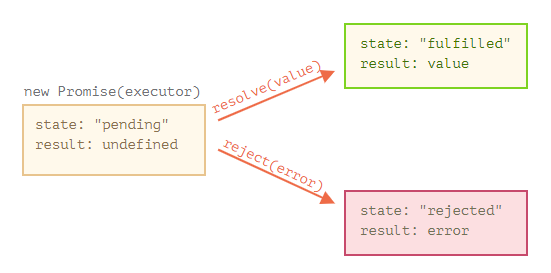 new Promise(executor)
state: "pending"
result: undefined
resolve(value)
reject(error)
state: "fulfilled"
result: value
state: "rejected"
result: error